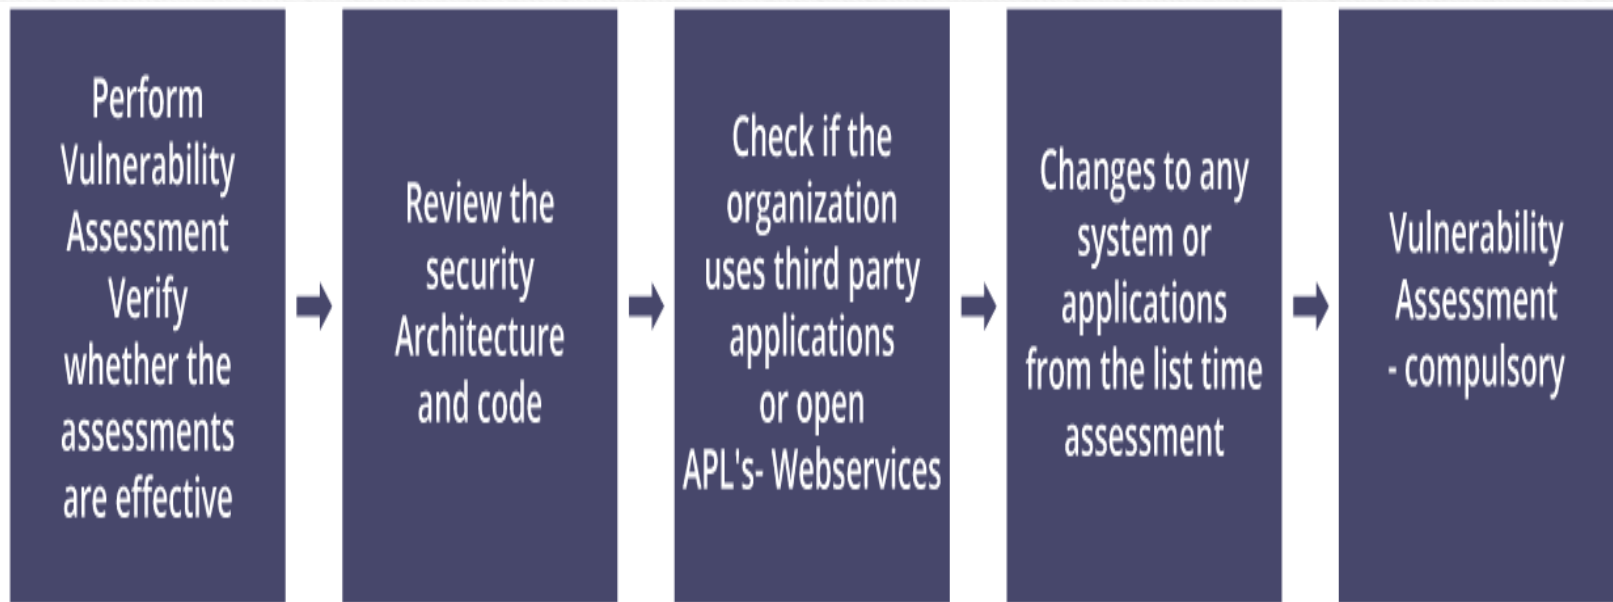 Perform
Vulnerability
Assessment
Verify
whether the
assessments
are effective
Review the
security
Architecture
and code
Check if the
organization
uses third party
applications
or open
APL's- Webservices
Changes to any
system or
applications
from the list time
assessment
Vulnerability
Assessment
- compulsory